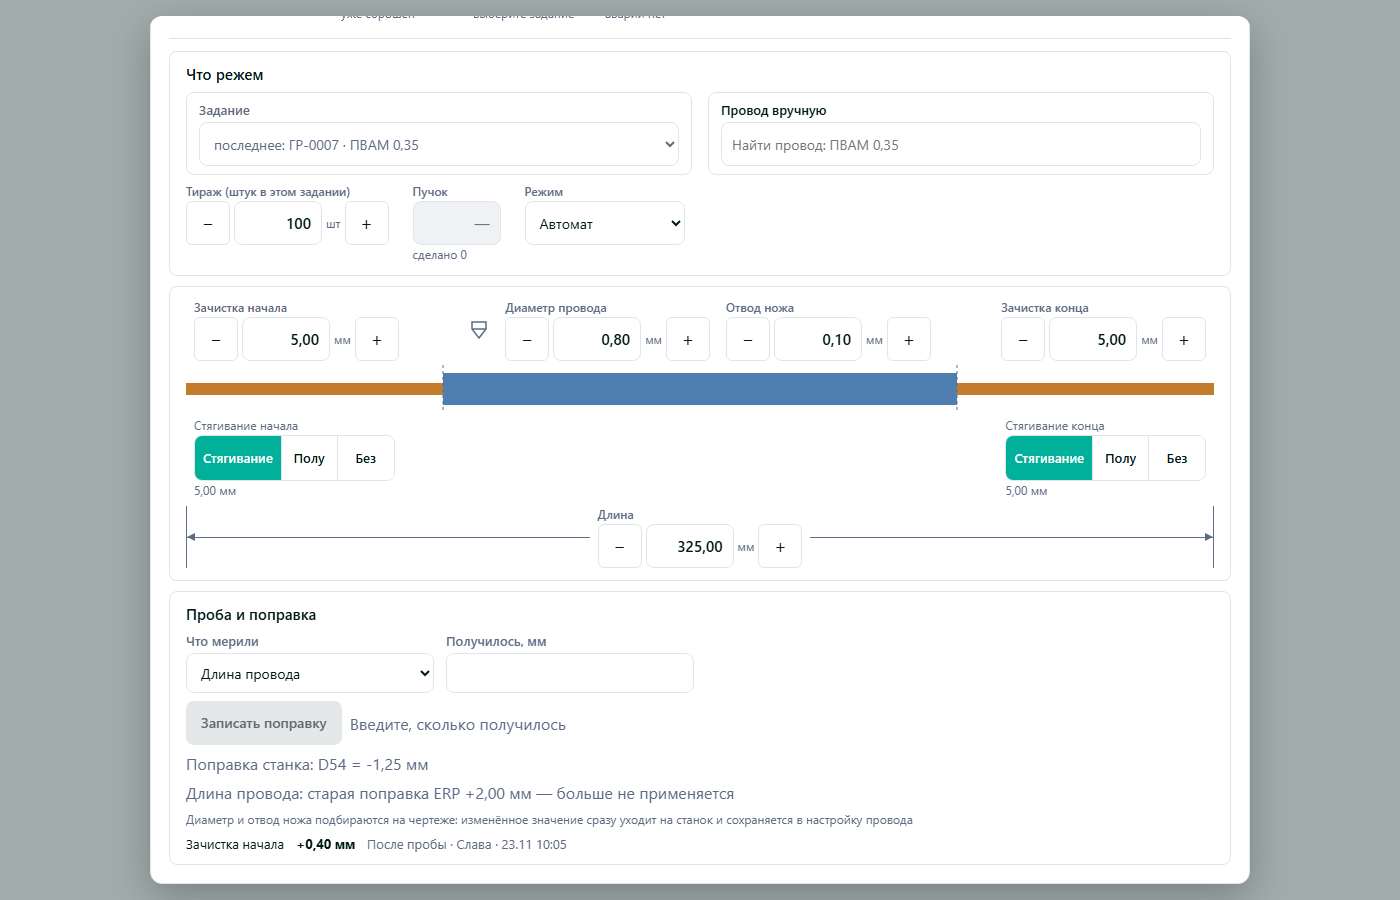 уже сброшен выберите задание аварий нет
Что режем
Задание
последнее: ГР-0007 · ПВАМ 0,35
Провод вручную
Найти провод: ПВАМ 0,35
Тираж (штук в этом задании)
− 100 шт +
Пучок
—
сделано 0
Режим
Автомат
Зачистка начала
− 5,00 мм +
Диаметр провода
− 0,80 мм +
Отвод ножа
− 0,10 мм +
Зачистка конца
− 5,00 мм +
Стягивание начала
Стягивание Полу Без
5,00 мм
Стягивание конца
Стягивание Полу Без
5,00 мм
Длина
− 325,00 мм +
Проба и поправка
Что мерили
Длина провода
Получилось, мм
Записать поправку Введите, сколько получилось
Поправка станка: D54 = -1,25 мм
Длина провода: старая поправка ERP +2,00 мм — больше не применяется
Диаметр и отвод ножа подбираются на чертеже: изменённое значение сразу уходит на станок и сохраняется в настройку провода
Зачистка начала +0,40 мм После пробы · Слава · 23.11 10:05